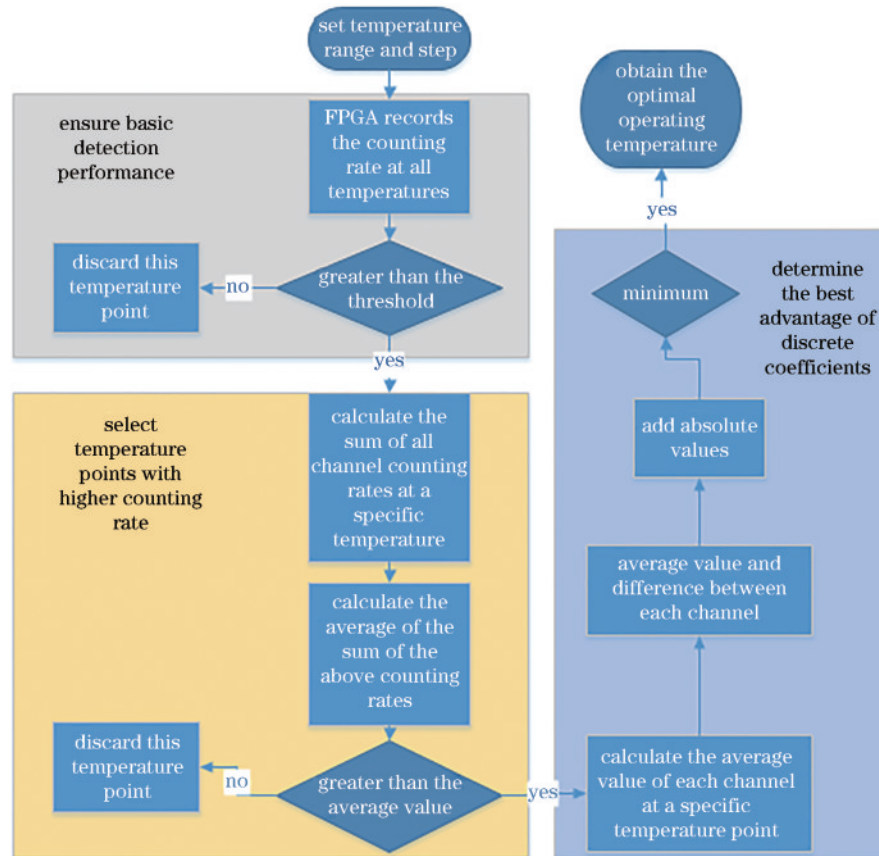 set temperature
range and step
ensure basic
detection
performance
FPGA records
the counting
rate at all
temperatures
greater than the
threshold
no
discard this
temperature
point
yes
select
temperature
points with
higher counting
rate
calculate the
sum of all
channel counting
rates at a
specific
temperature
calculate the
average of the
sum of the
above counting
rates
greater than the
average value
no
discard this
temperature
point
yes
calculate the average
value of each channel
at a specific
temperature point
average value and
difference between
each channel
add absolute
values
minimum
determine
the best
advantage of
discrete
coefficients
yes
obtain the
optimal
operating
temperature